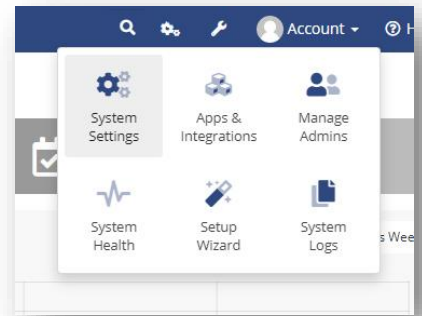 Account
H
System
Settings
Apps &
Integrations
Manage
Admins
System
Health
Setup
Wizard
System
Logs
s Wee